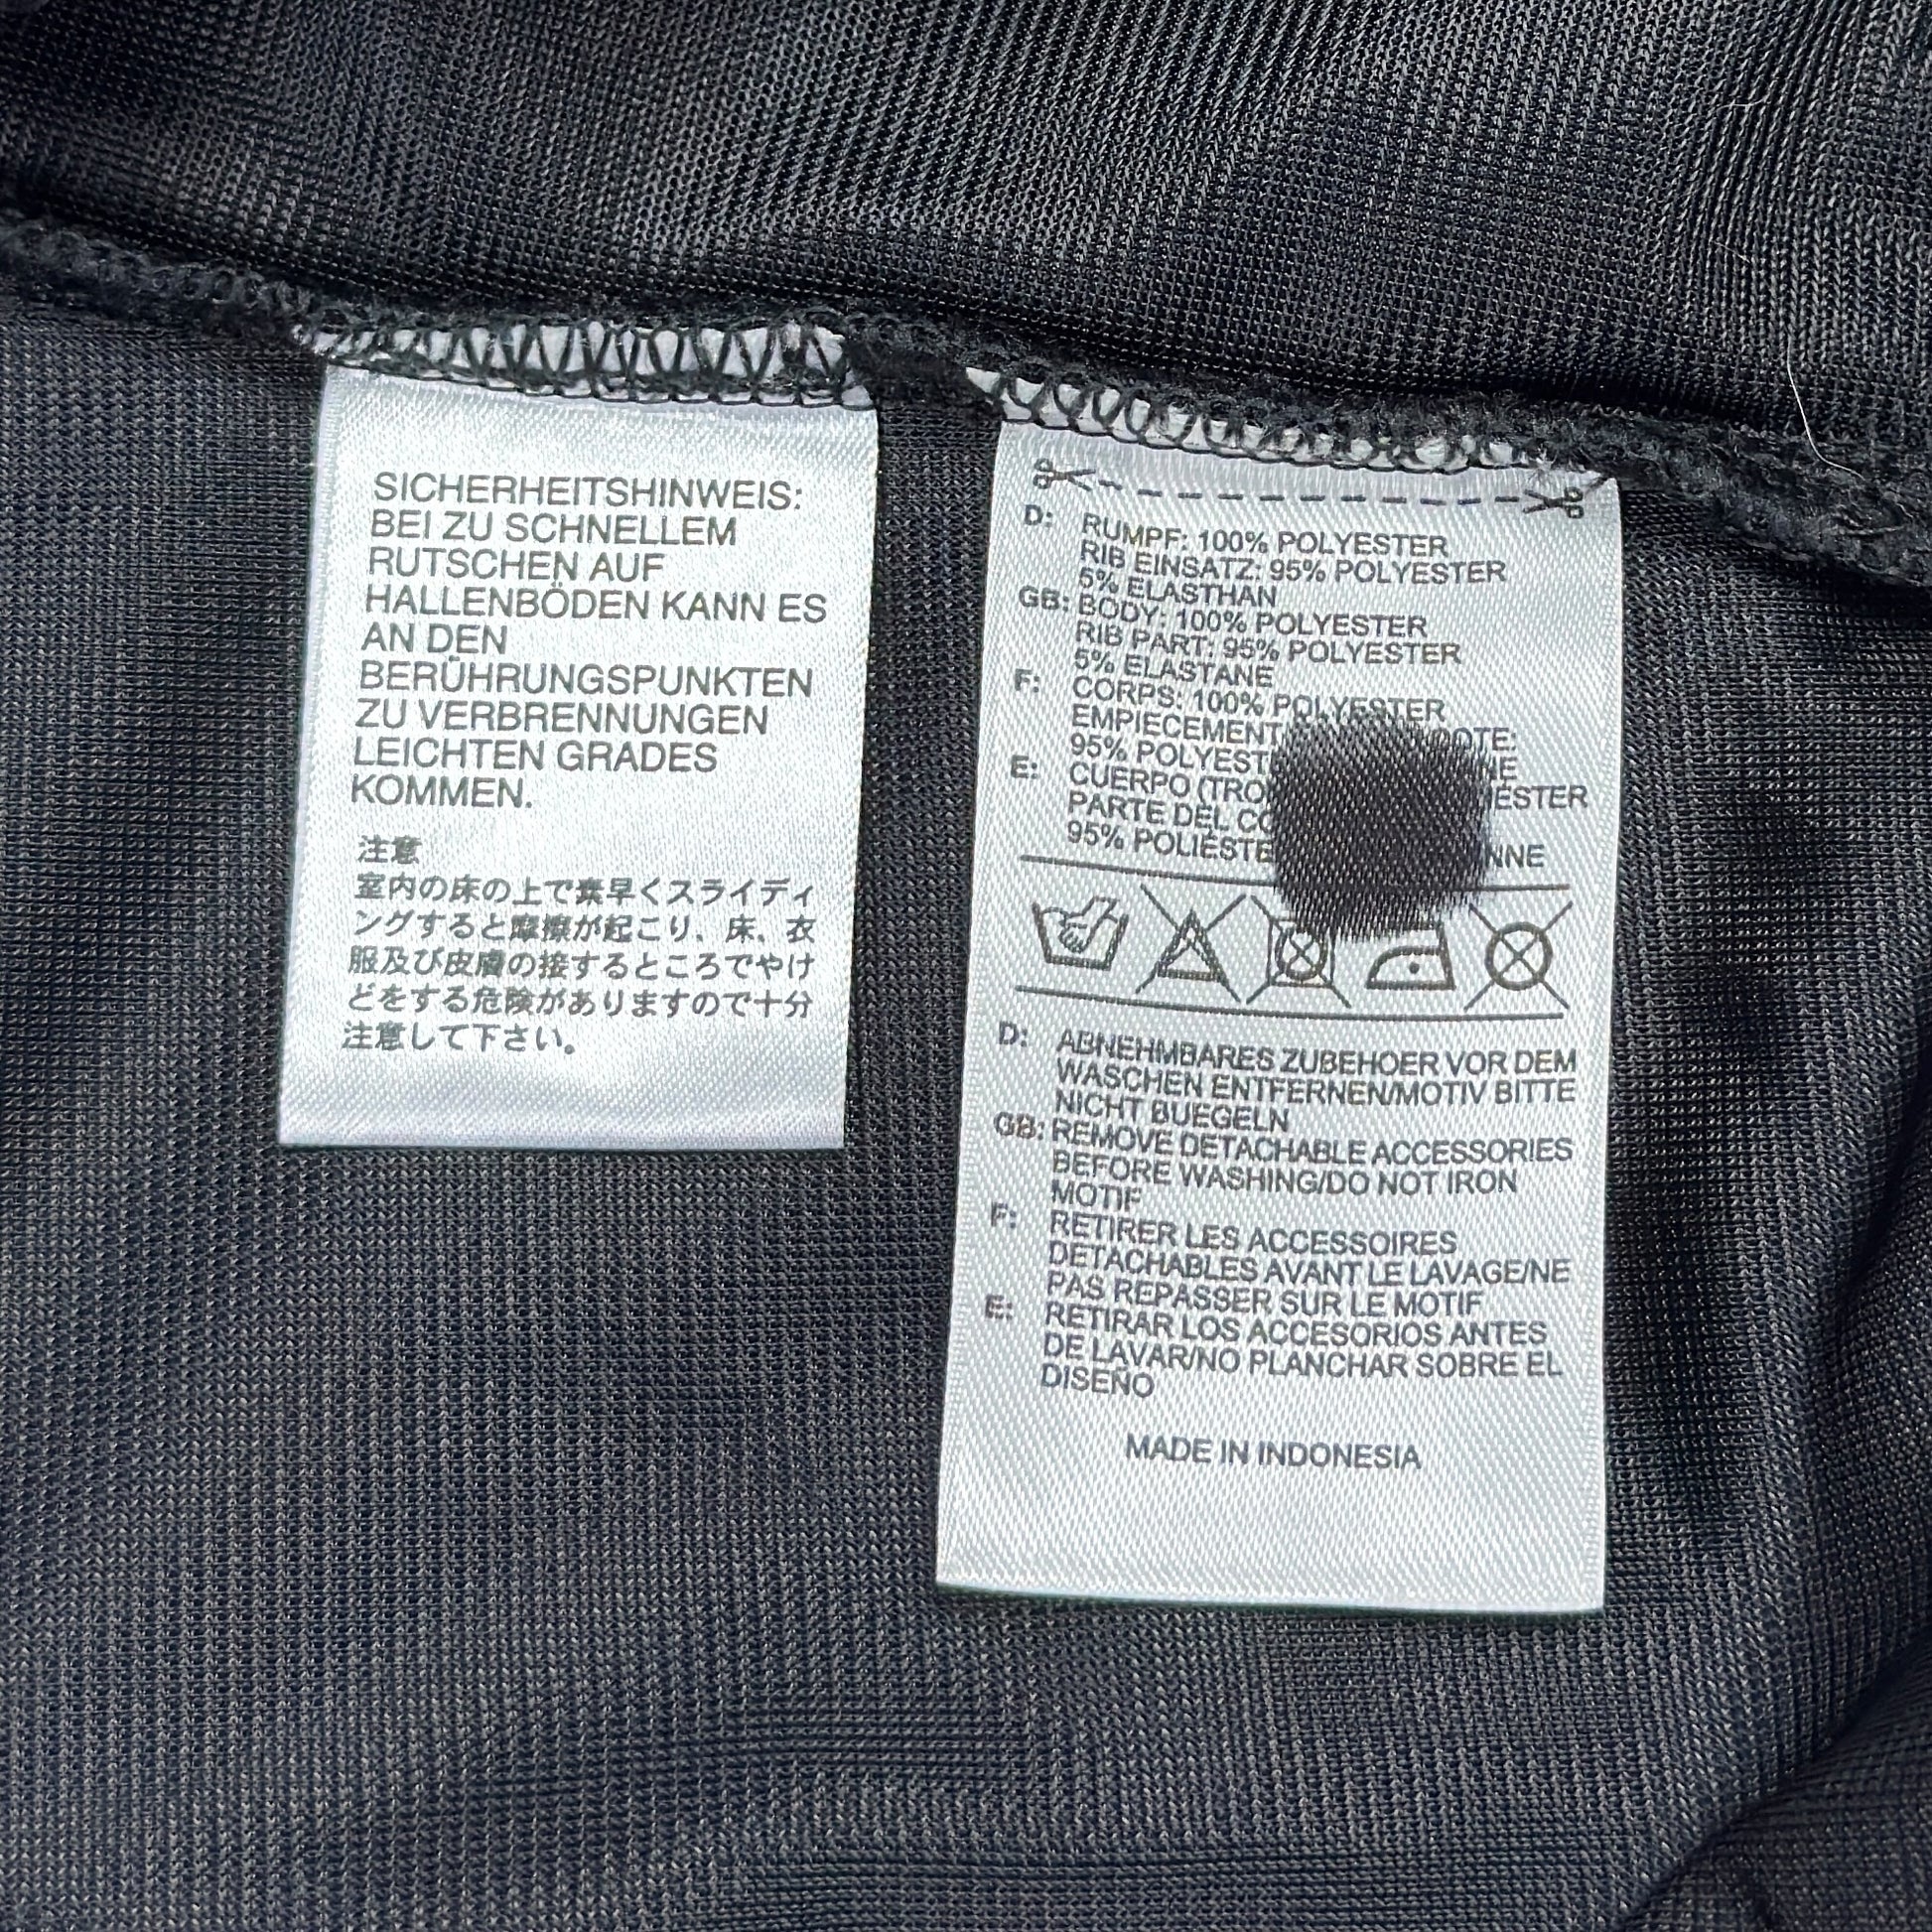 SICHERHEITSHINWEIS:
BEI ZU SCHNELLEM
RUTSCHEN AUF
HALLENBÖDEN KANN ES
AN DEN
BERÜHRUNGSPUNKTEN
ZU VERBRENNUNGEN
LEICHTEN GRADES
KOMMEN.
注意
室内の床の上で素早くスライディ
ングすると摩擦が起こり、床、衣
服及び皮膚の接するところでやけ
どをする危険がありますので十分
注意して下さい。
D: RUMPF: 100% POLYESTER
RIB EINSATZ: 95% POLYESTER
5% ELASTHAN
GB: BODY: 100% POLYESTER
RIB PART: 95% POLYESTER
5% ELASTANE
F: CORPS: 100% POLYESTER
EMPIECEMENT
95%
E: CUERPO
PARTE DEL
95%
D: ABNEHMBARES ZUBEHOER VOR DEM
WASCHEN ENTFERNEN/MOTIV BITTE
NICHT BUEGELN
GB: REMOVE DETACHABLE ACCESSORIES
BEFORE WASHING/DO NOT IRON
MOTIF
F: RETIRER LES ACCESSOIRES
DETACHABLES AVANT LE LAVAGE/NE
PAS REPASSER SUR LE MOTIF
E: RETIRAR LOS ACCESORIOS ANTES
DE LAVAR/NO PLANCHAR SOBRE EL
DISEÑO
MADE IN INDONESIA